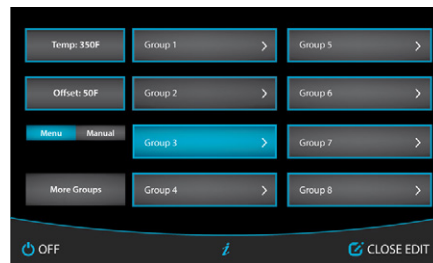 Temp: 350F Group 1 > Group 5 >
Offset: 50F Group 2 > Group 6 >
Menu Manual Group 3 > Group 7 >
More Groups Group 4 > Group 8 >
OFF i CLOSE EDIT